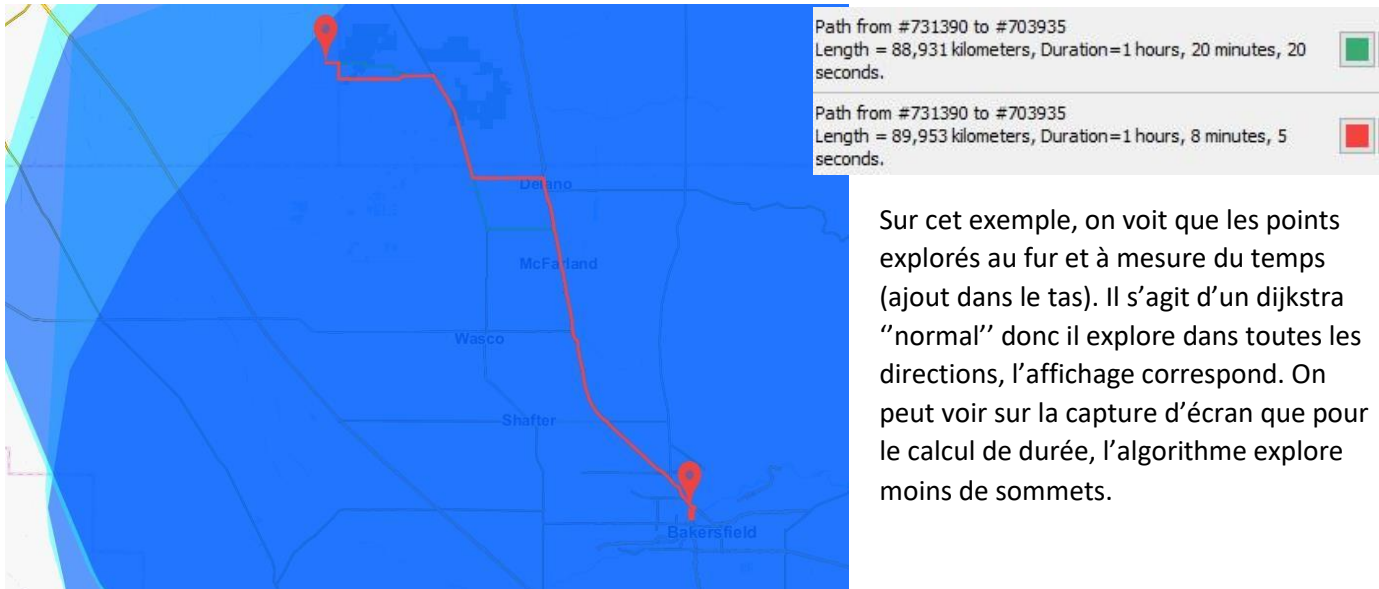 Path from #731390 to #703935
Length = 88,931 kilometers, Duration=1 hours, 20 minutes, 20
seconds.
Path from #731390 to #703935
Length = 89,953 kilometers, Duration=1 hours, 8 minutes, 5
seconds.
Delano
McFarland
Wasco
Shafter
Bakersfield
Sur cet exemple, on voit que les points
explorés au fur et à mesure du temps
(ajout dans le tas). Il s’agit d’un dijkstra
‘’normal’’ donc il explore dans toutes les
directions, l’affichage correspond. On
peut voir sur la capture d’écran que pour
le calcul de durée, l’algorithme explore
moins de sommets.